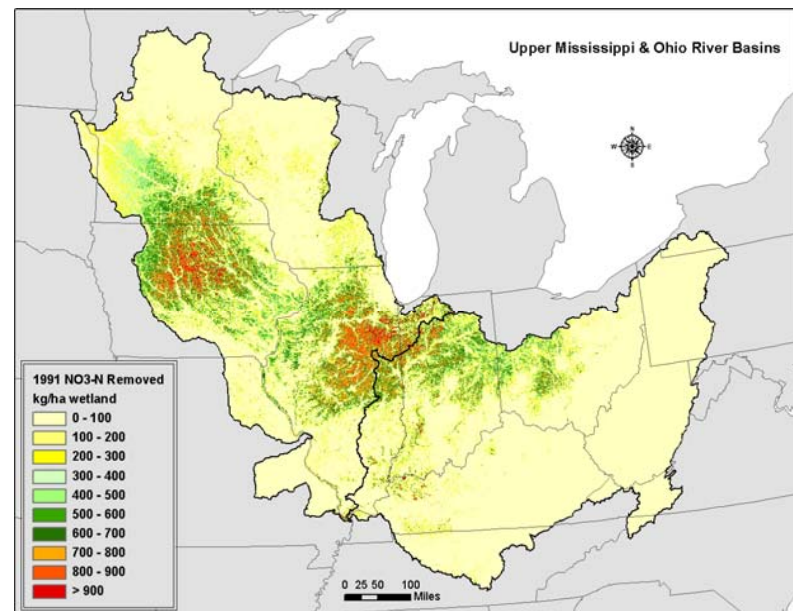 Upper Mississippi & Ohio River Basins
N
W E
S
1991 NO3-N Removed
kg/ha wetland
0 - 100
100 - 200
200 - 300
300 - 400
400 - 500
500 - 600
600 - 700
700 - 800
800 - 900
> 900
0 25 50 100
Miles